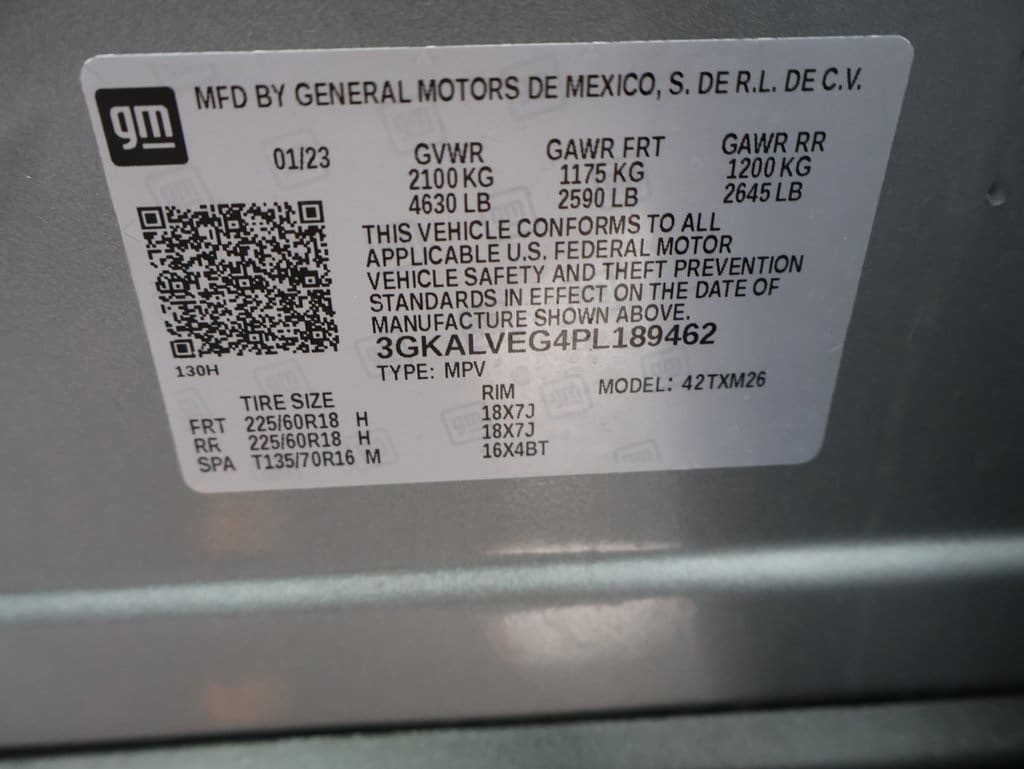 gm
MFD BY GENERAL MOTORS DE MEXICO, S. DE R.L. DE C.V.
01/23 GVWR GAWR FRT GAWR RR
2100 KG 1175 KG 1200 KG
4630 LB 2590 LB 2645 LB
THIS VEHICLE CONFORMS TO ALL
APPLICABLE U.S. FEDERAL MOTOR
VEHICLE SAFETY AND THEFT PREVENTION
STANDARDS IN EFFECT ON THE DATE OF
MANUFACTURE SHOWN ABOVE.
3GKALVEG4PL189462
130H
TYPE: MPV MODEL: 42TXM26
TIRE SIZE RIM
FRT 225/60R18 H 18X7J
RR 225/60R18 H 18X7J
SPA T135/70R16 M 16X4BT